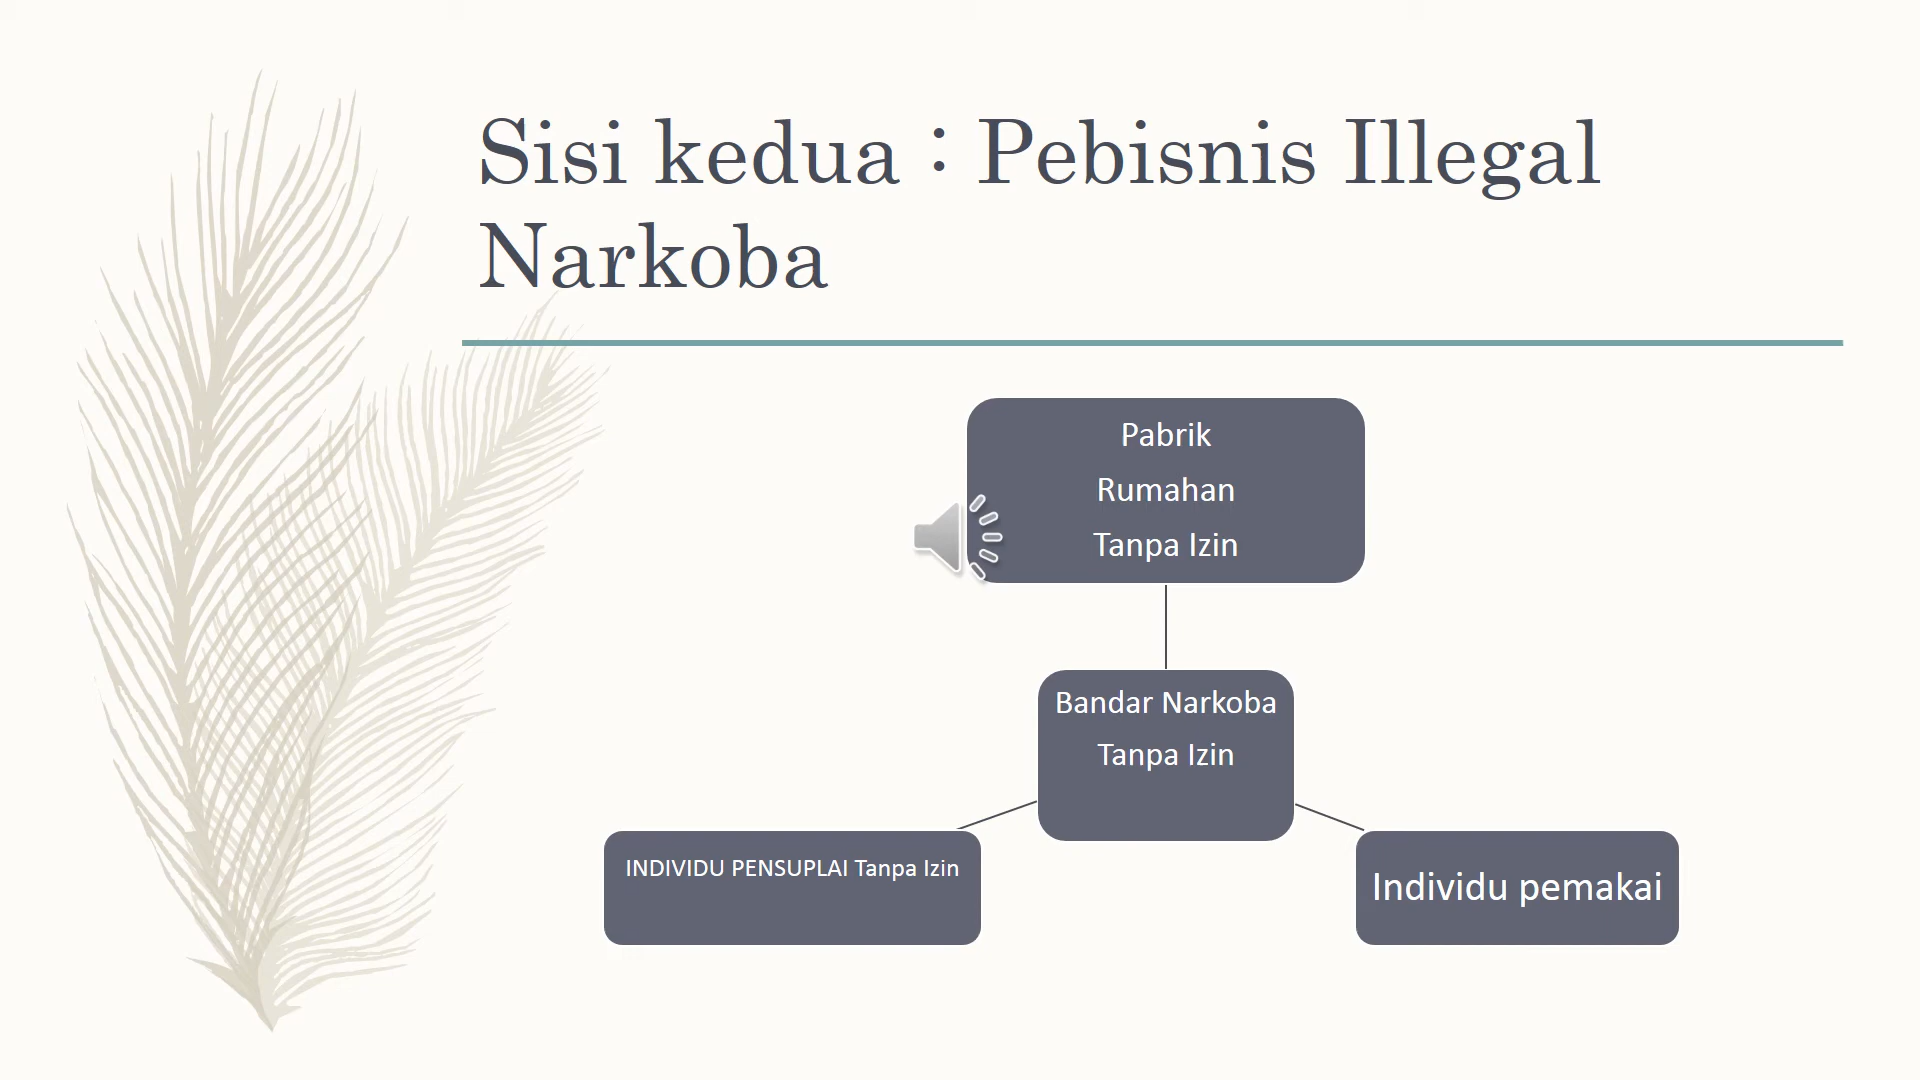 Sisi kedua : Pebisnis Illegal
Narkoba
Pabrik
Rumahan
Tanpa Izin
Bandar Narkoba
Tanpa Izin
INDIVIDU PENSUPLAI Tanpa Izin
Individu pemakai